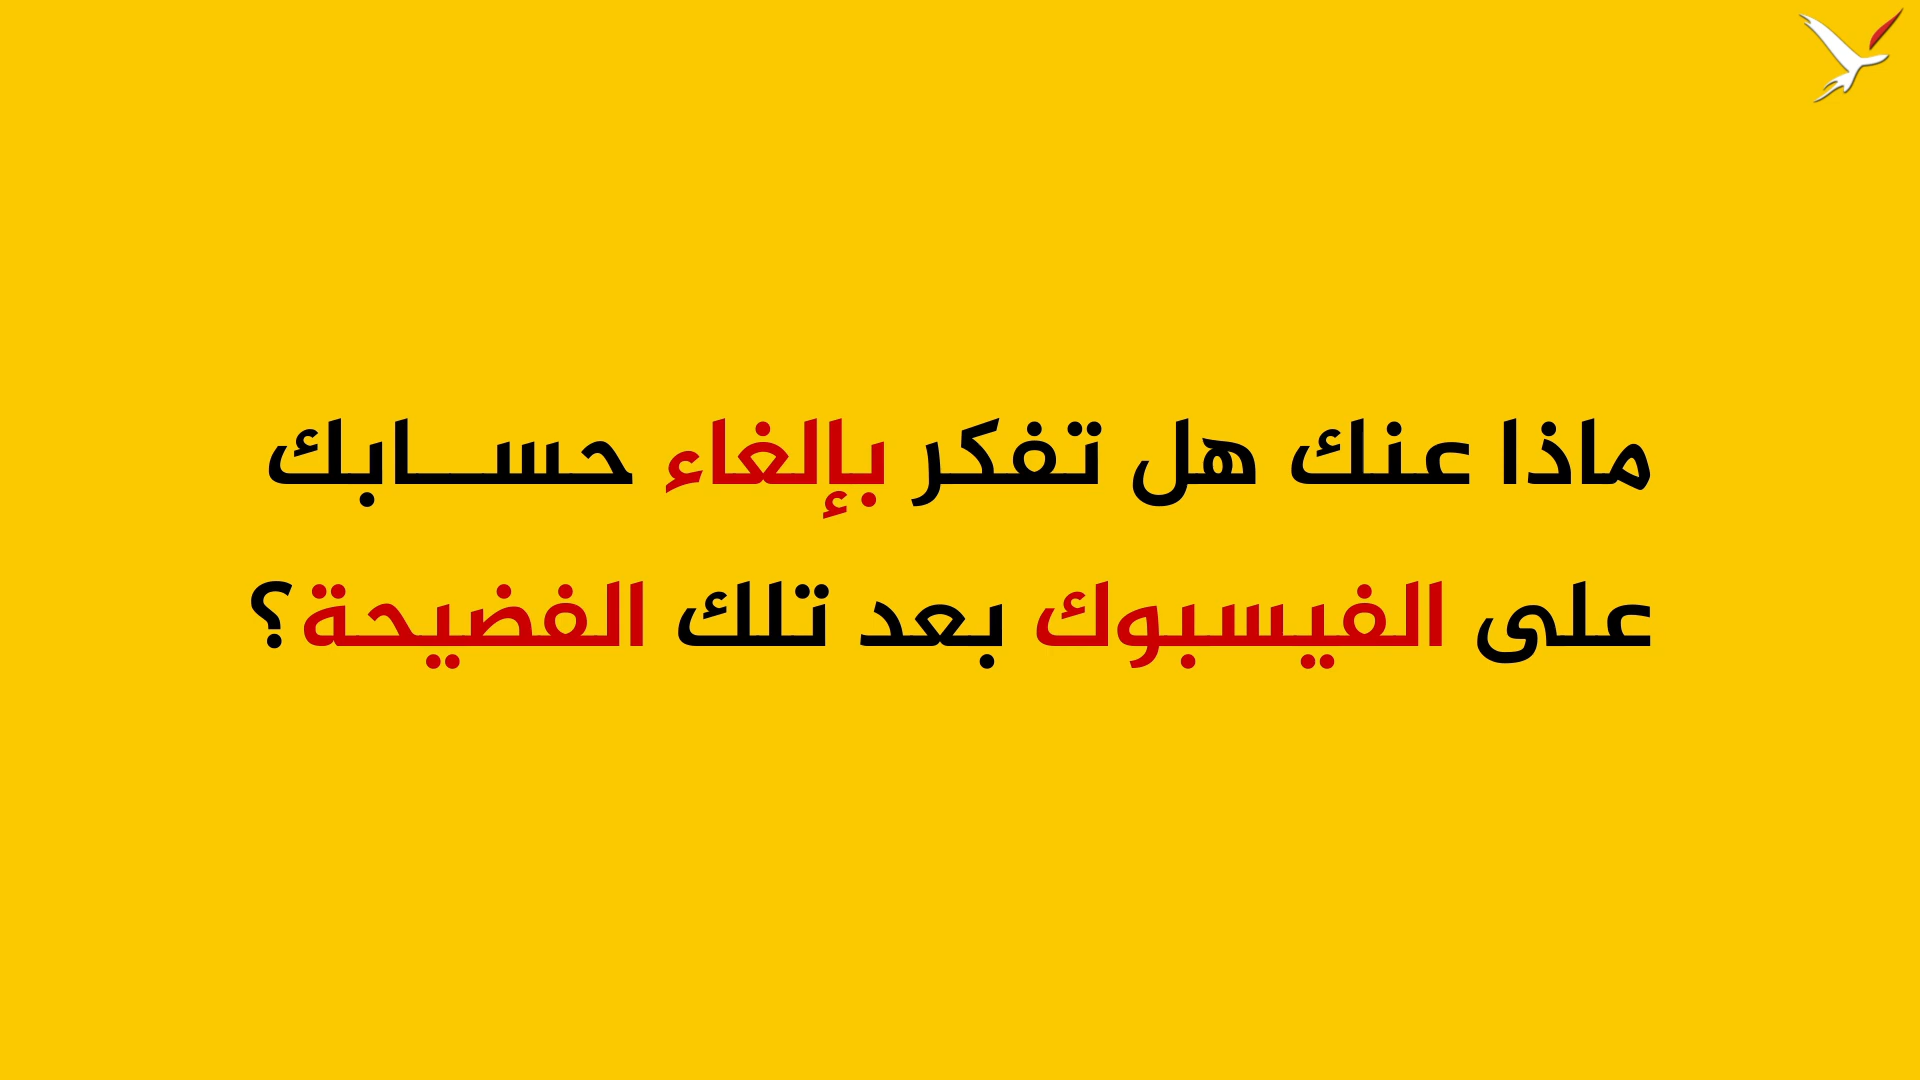 ماذا عنك هل تفكر بإلغاء حســـابك
على الفيسبوك بعد تلك الفضيحة؟